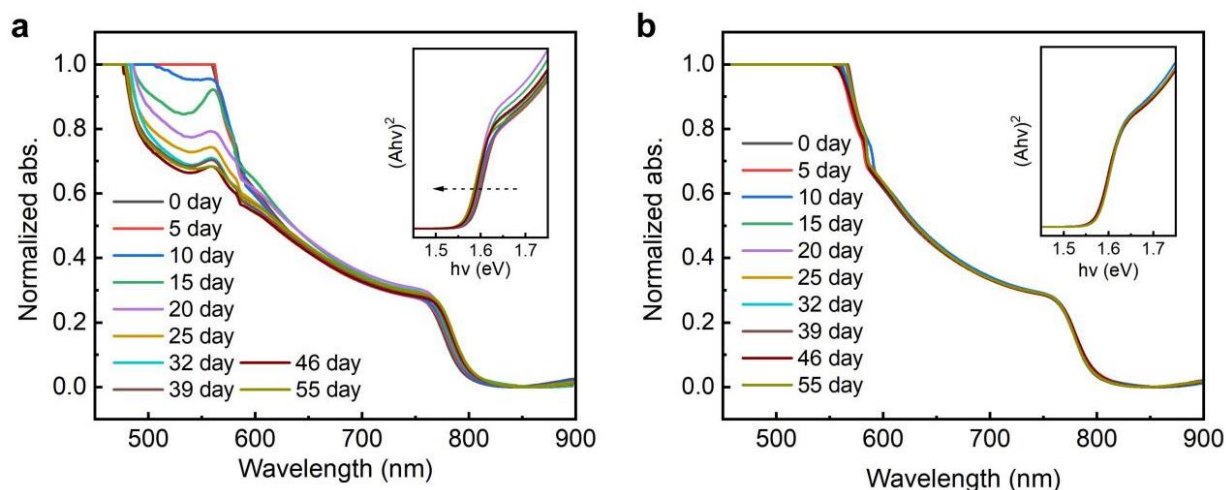 a
Normalized abs.
1.0
0.8
0.6
0.4
0.2
0.0
0 day
5 day
10 day
15 day
20 day
25 day
32 day
46 day
39 day
55 day
500
600
700
800
900
Wavelength (nm)
(Ahv)²
1.5
1.6
1.7
hv (eV)
b
Normalized abs.
1.0
0.8
0.6
0.4
0.2
0.0
0 day
5 day
10 day
15 day
20 day
25 day
32 day
39 day
46 day
55 day
500
600
700
800
900
Wavelength (nm)
(Ahv)²
1.5
1.6
1.7
hv (eV)